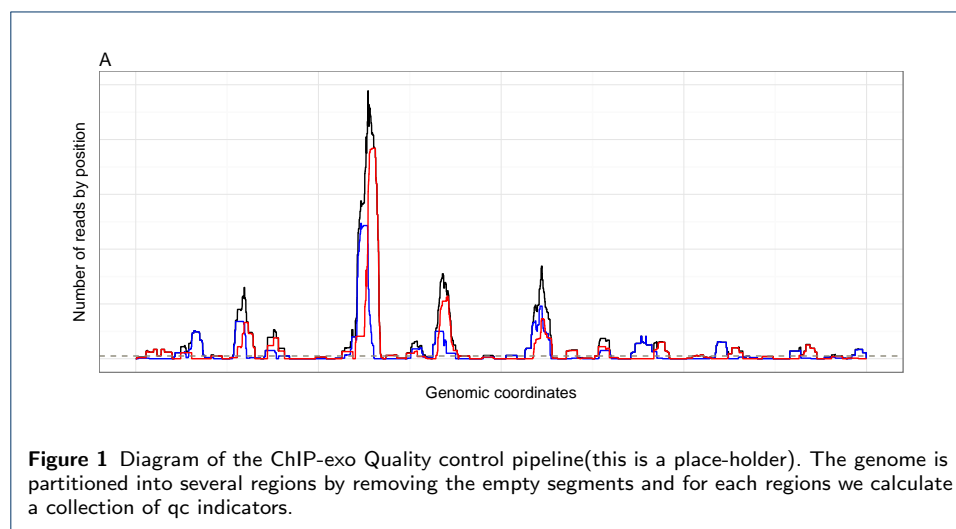 A
Number of reads by position
Genomic coordinates
Figure 1 Diagram of the ChIP-exo Quality control pipeline(this is a place-holder). The genome is
partitioned into several regions by removing the empty segments and for each regions we calculate
a collection of qc indicators.